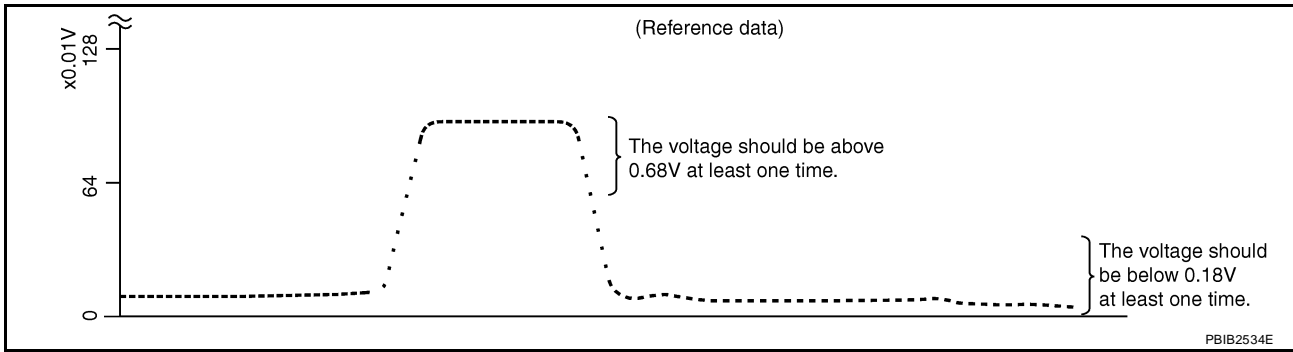 (Reference data)
x0.01V
128
64
0
The voltage should be above
0.68V at least one time.
The voltage should
be below 0.18V
at least one time.
PBIB2534E